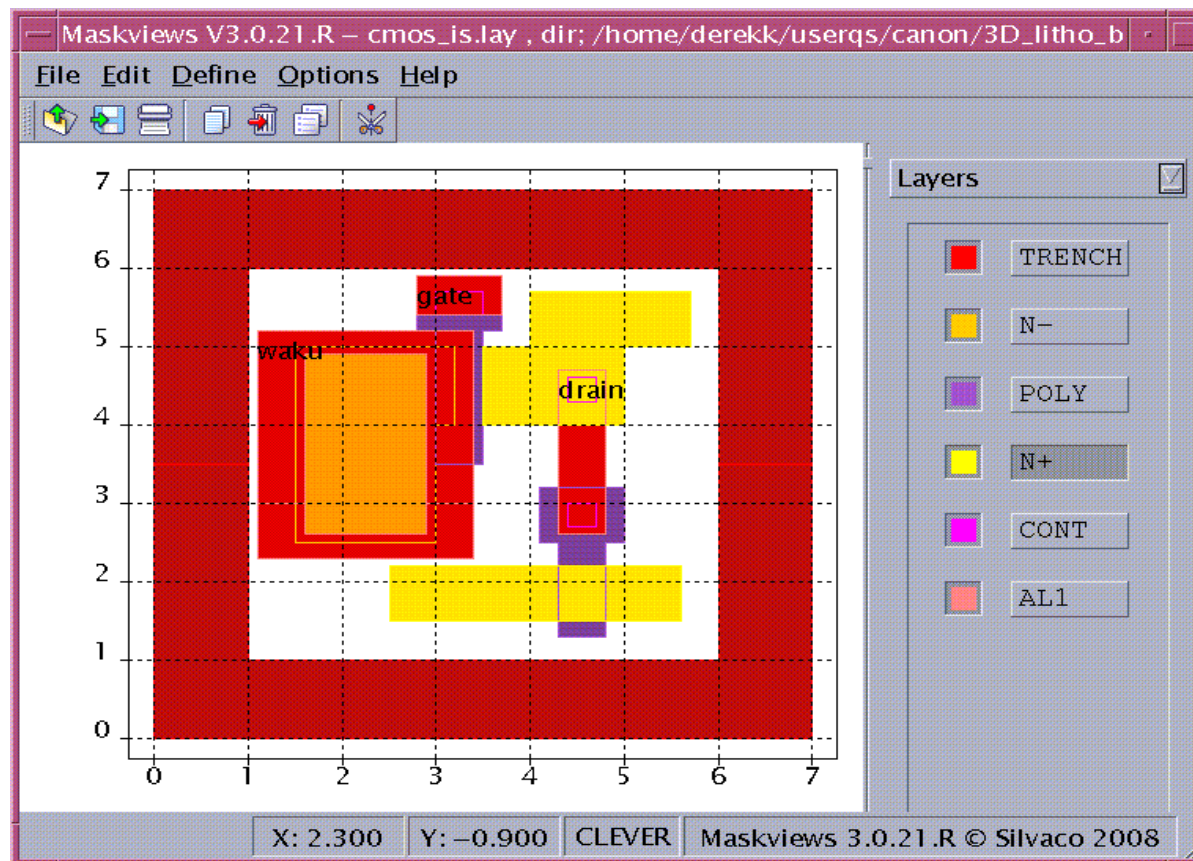 Maskviews V3.0.21.R – cmos_is.lay , dir; /home/derekk/userqs/canon/3D_litho_b
File Edit Define Options Help
Layers
7
6
5
4
3
2
1
0
0 1 2 3 4 5 6 7
gate
waku
drain
TRENCH
N–
POLY
N+
CONT
AL1
X: 2.300 Y: –0.900 CLEVER Maskviews 3.0.21.R © Silvaco 2008